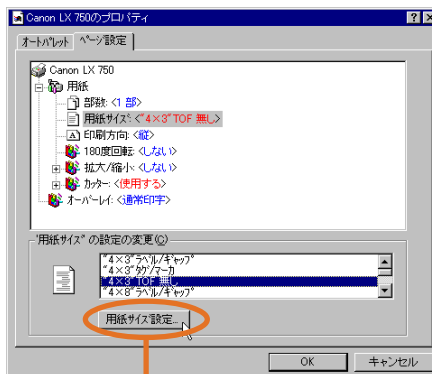 Canon LX 750のプロパティ
オートパレット ページ設定
Canon LX 750
用紙
部数: <1 部>
用紙サイズ: <"4×3"TOF 無し>
印刷方向: <縦>
180度回転: <しない>
拡大/縮小: <しない>
カッター: <使用する>
オーバーレイ: <通常印字>
"用紙サイズ" の設定の変更(C)
"4×3"ラベル/ギャップ"
"4×3"タグ/マーカ
"4×3"TOF 無し
"4×8"ラベル/ギャップ"
用紙サイズ設定...
OK キャンセル